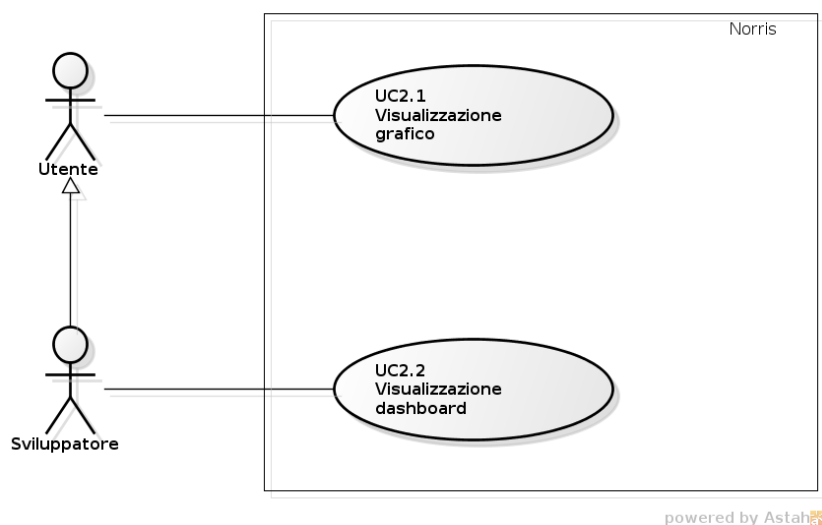 Norris
UC2.1
Visualizzazione
grafico
Utente
UC2.2
Visualizzazione
dashboard
Sviluppatore
powered by Astah